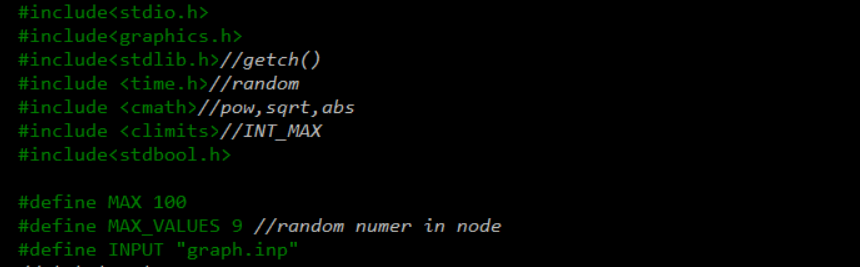 #include<stdio.h>
#include<graphics.h>
#include<stdlib.h>//getch()
#include <time.h>//random
#include <cmath>//pow,sqrt,abs
#include <climits>//INT_MAX
#include<stdbool.h>
#define MAX 100
#define MAX_VALUES 9 //random numer in node
#define INPUT "graph.inp"